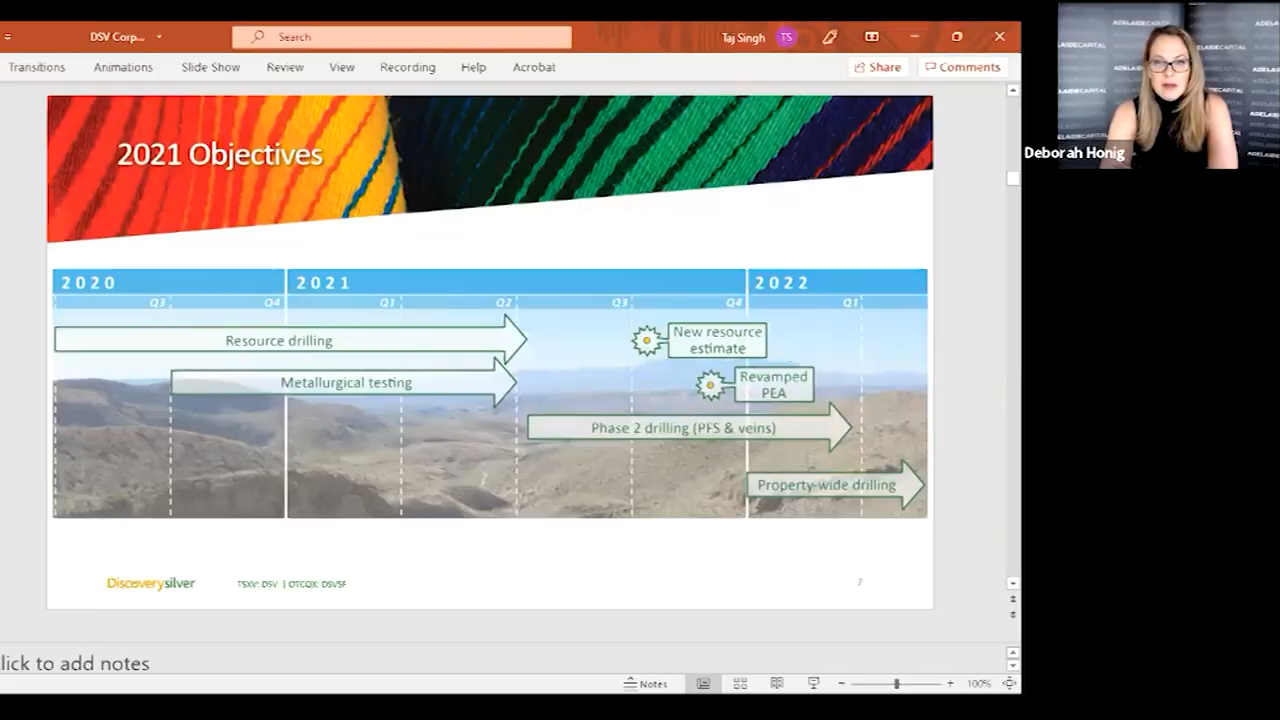 DSV Corp...
Search
Taj Singh
TS
Transitions
Animations
Slide Show
Review
View
Recording
Help
Acrobat
Share
Comments
2021 Objectives
2020
2021
2022
Q3
Q4
Q1
Q2
Q3
Q4
Q1
Resource drilling
New resource
estimate
Metallurgical testing
Revamped
PEA
Phase 2 drilling (PFS & veins)
Property-wide drilling
Discoverysilver
TSXV: DSV | OTCQX: DSVSF
7
lick to add notes
Notes
100%
ADELAIDECAPITAL
Deborah Honig